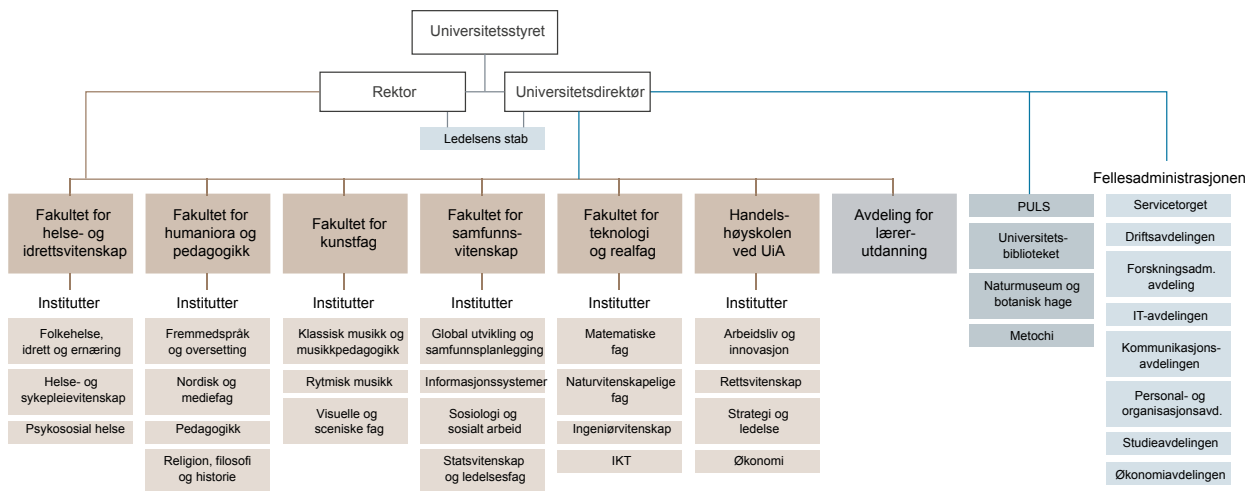 Universitetsstyret
Rektor
Universitetsdirektør
Ledelsens stab
Fakultet for
helse- og
idrettsvitenskap
Institutter
Folkehelse,
idrett og ernæring
Helse- og
sykepleievitenskap
Psykososial helse
Fakultet for
humaniora og
pedagogikk
Institutter
Fremmedspråk
og oversetting
Nordisk og
mediefag
Pedagogikk
Religion, filosofi
og historie
Fakultet for
kunstfag
Institutter
Klassisk musikk og
musikkpedagogikk
Rytmisk musikk
Visuelle og
sceniske fag
Fakultet for
samfunns-
vitenskap
Institutter
Global utvikling og
samfunnsplanlegging
Informasjonssystemer
Sosiologi og
sosialt arbeid
Statsvitenskap
og ledelsesfag
Fakultet for
teknologi
og realfag
Institutter
Matematiske
fag
Naturvitenskapelige
fag
Ingeniørvitenskap
IKT
Handels-
høyskolen
ved UiA
Institutter
Arbeidsliv og
innovasjon
Rettsvitenskap
Strategi og
ledelse
Økonomi
Avdeling for
lærer-
utdanning
PULS
Universitets-
biblioteket
Naturmuseum og
botanisk hage
Metochi
Fellesadministrasjonen
Servicetorget
Driftsavdelingen
Forskningsadm.
avdeling
IT-avdelingen
Kommunikasjons-
avdelingen
Personal- og
organisasjonsavd.
Studieavdelingen
Økonomiavdelingen